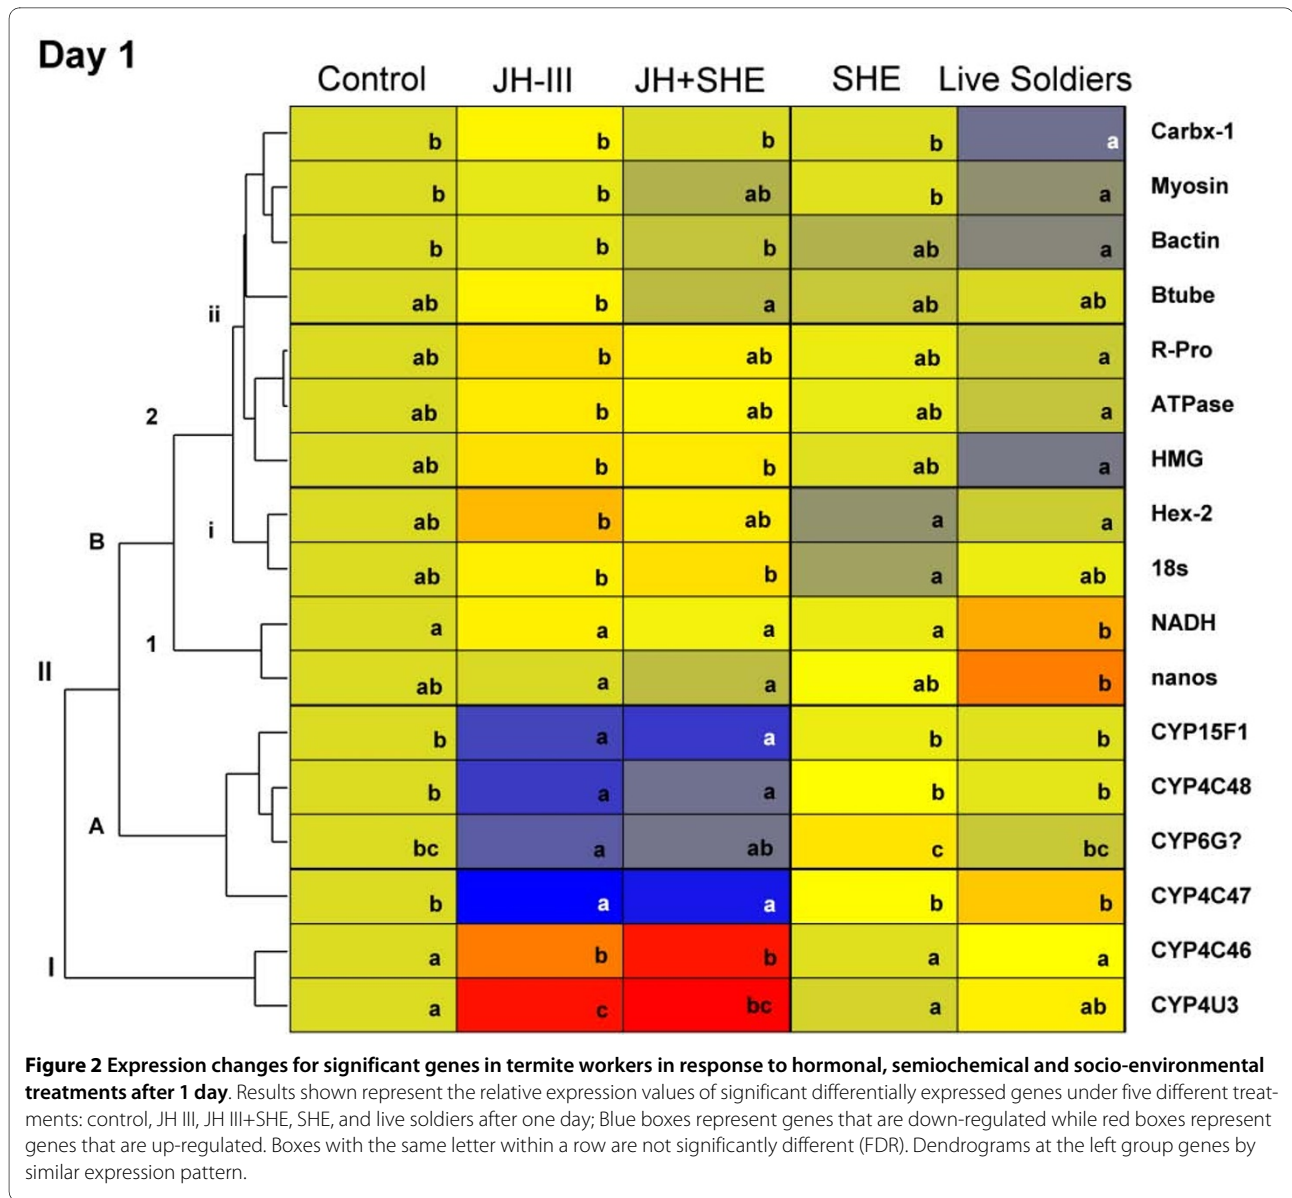 Day 1
Control JH-III JH+SHE SHE Live Soldiers
b b b b a Carbx-1
b b ab b a Myosin
b b b ab a Bactin
ab b a ab ab Btube
ii
ab b ab ab a R-Pro
ab b ab ab a ATPase
2
ab b b ab a HMG
ab b ab a a Hex-2
B i
ab b b a ab 18s
a a a a b NADH
1
II
ab a a ab b nanos
b a a b b CYP15F1
b a a b b CYP4C48
A
bc a ab c bc CYP6G?
b a a b b CYP4C47
a b b a a CYP4C46
I
a c bc a ab CYP4U3
Figure 2 Expression changes for significant genes in termite workers in response to hormonal, semiochemical and socio-environmental
treatments after 1 day. Results shown represent the relative expression values of significant differentially expressed genes under five different treat-
ments: control, JH III, JH III+SHE, SHE, and live soldiers after one day; Blue boxes represent genes that are down-regulated while red boxes represent
genes that are up-regulated. Boxes with the same letter within a row are not significantly different (FDR). Dendrograms at the left group genes by
similar expression pattern.